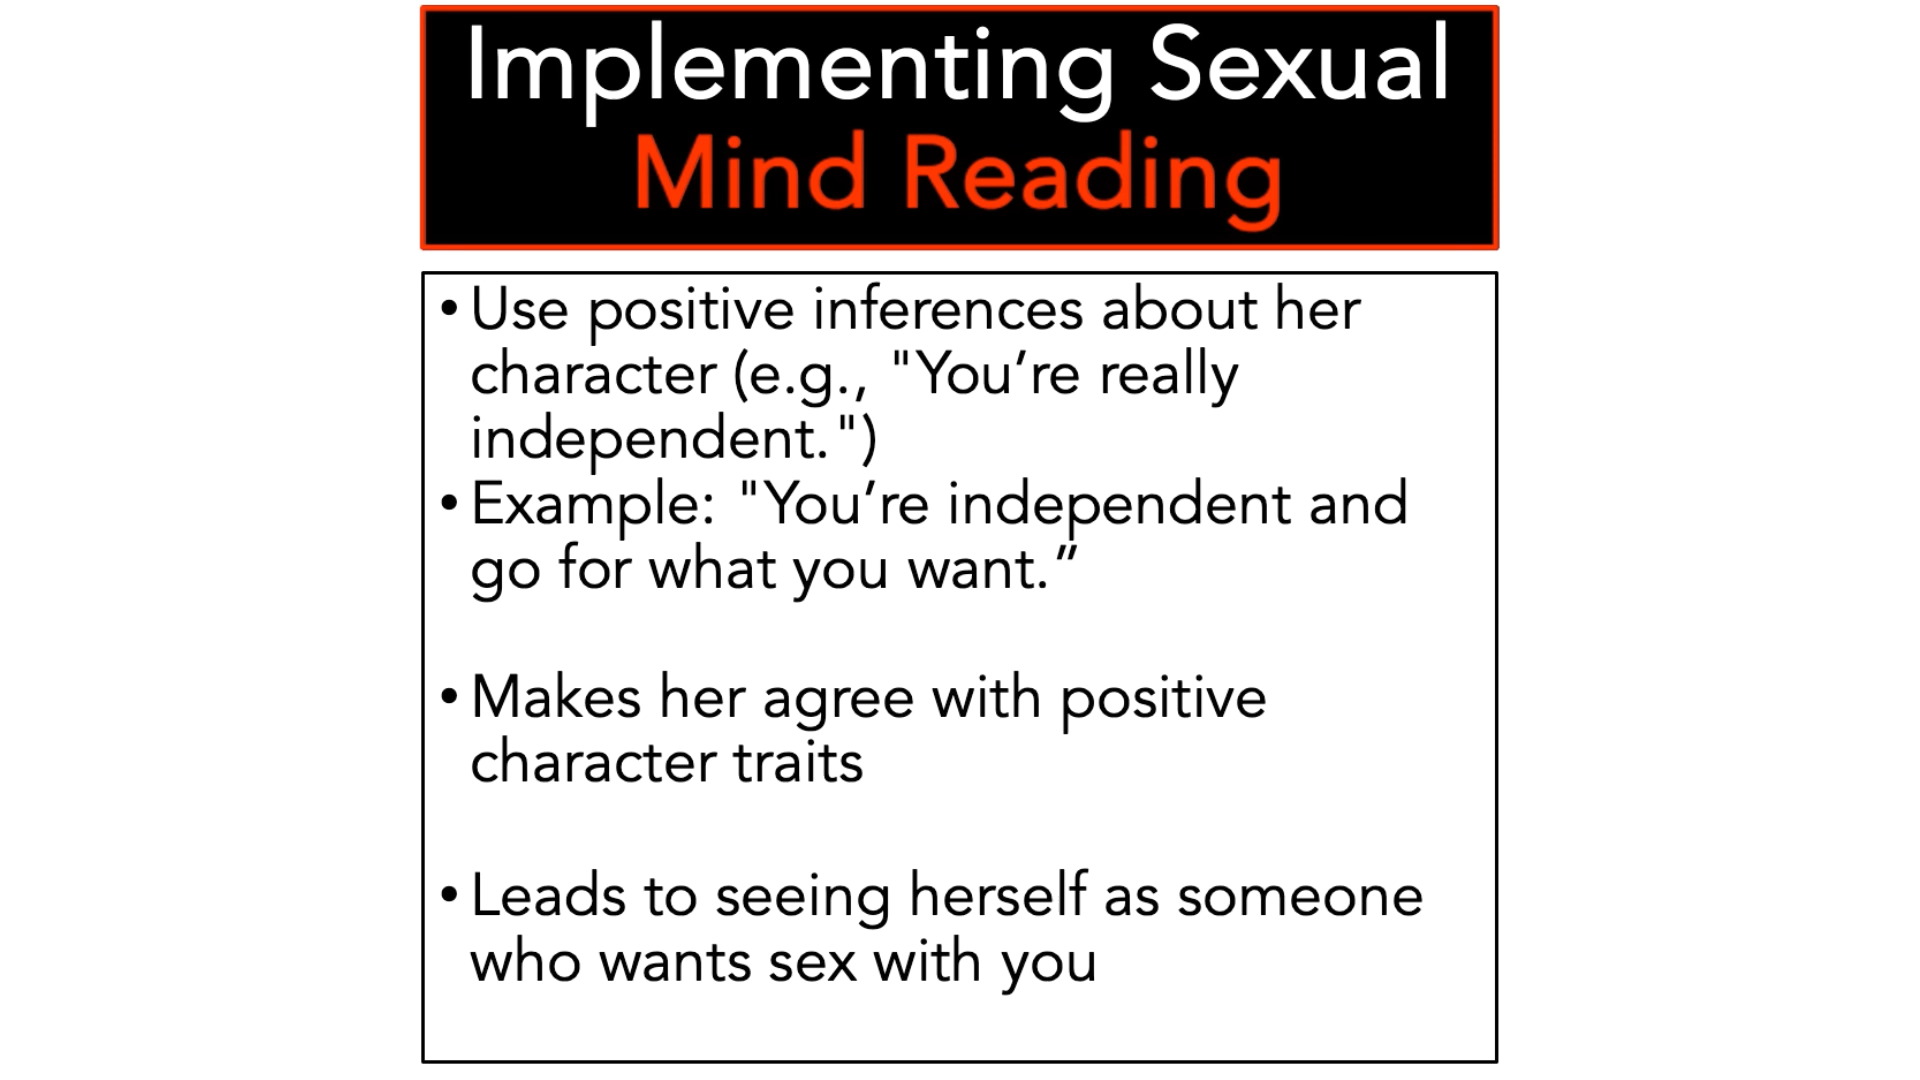 Implementing Sexual
Mind Reading
• Use positive inferences about her
character (e.g., "You’re really
independent.")
• Example: "You’re independent and
go for what you want.”
• Makes her agree with positive
character traits
• Leads to seeing herself as someone
who wants sex with you